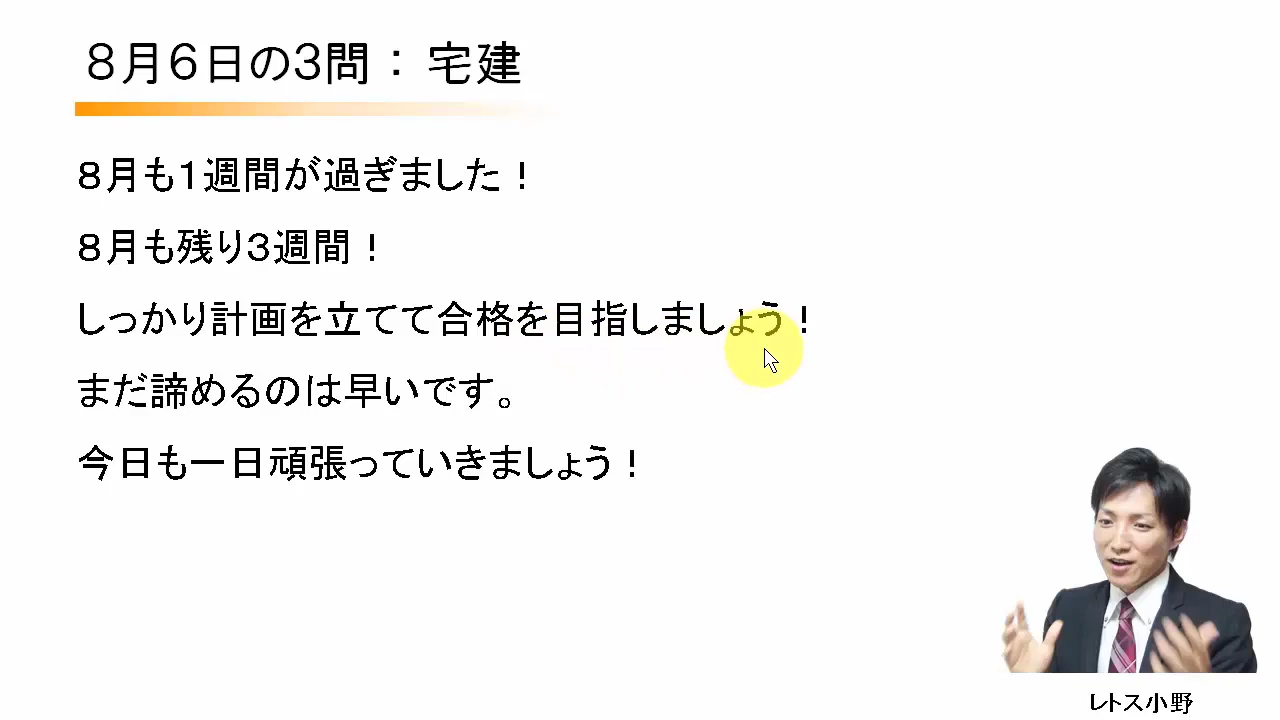 8月6日の3問：宅建
8月も1週間が過ぎました！
8月も残り3週間！
しっかり計画を立てて合格を目指しましょう！
まだ諦めるのは早いです。
今日も一日頑張っていきましょう！
レトス小野